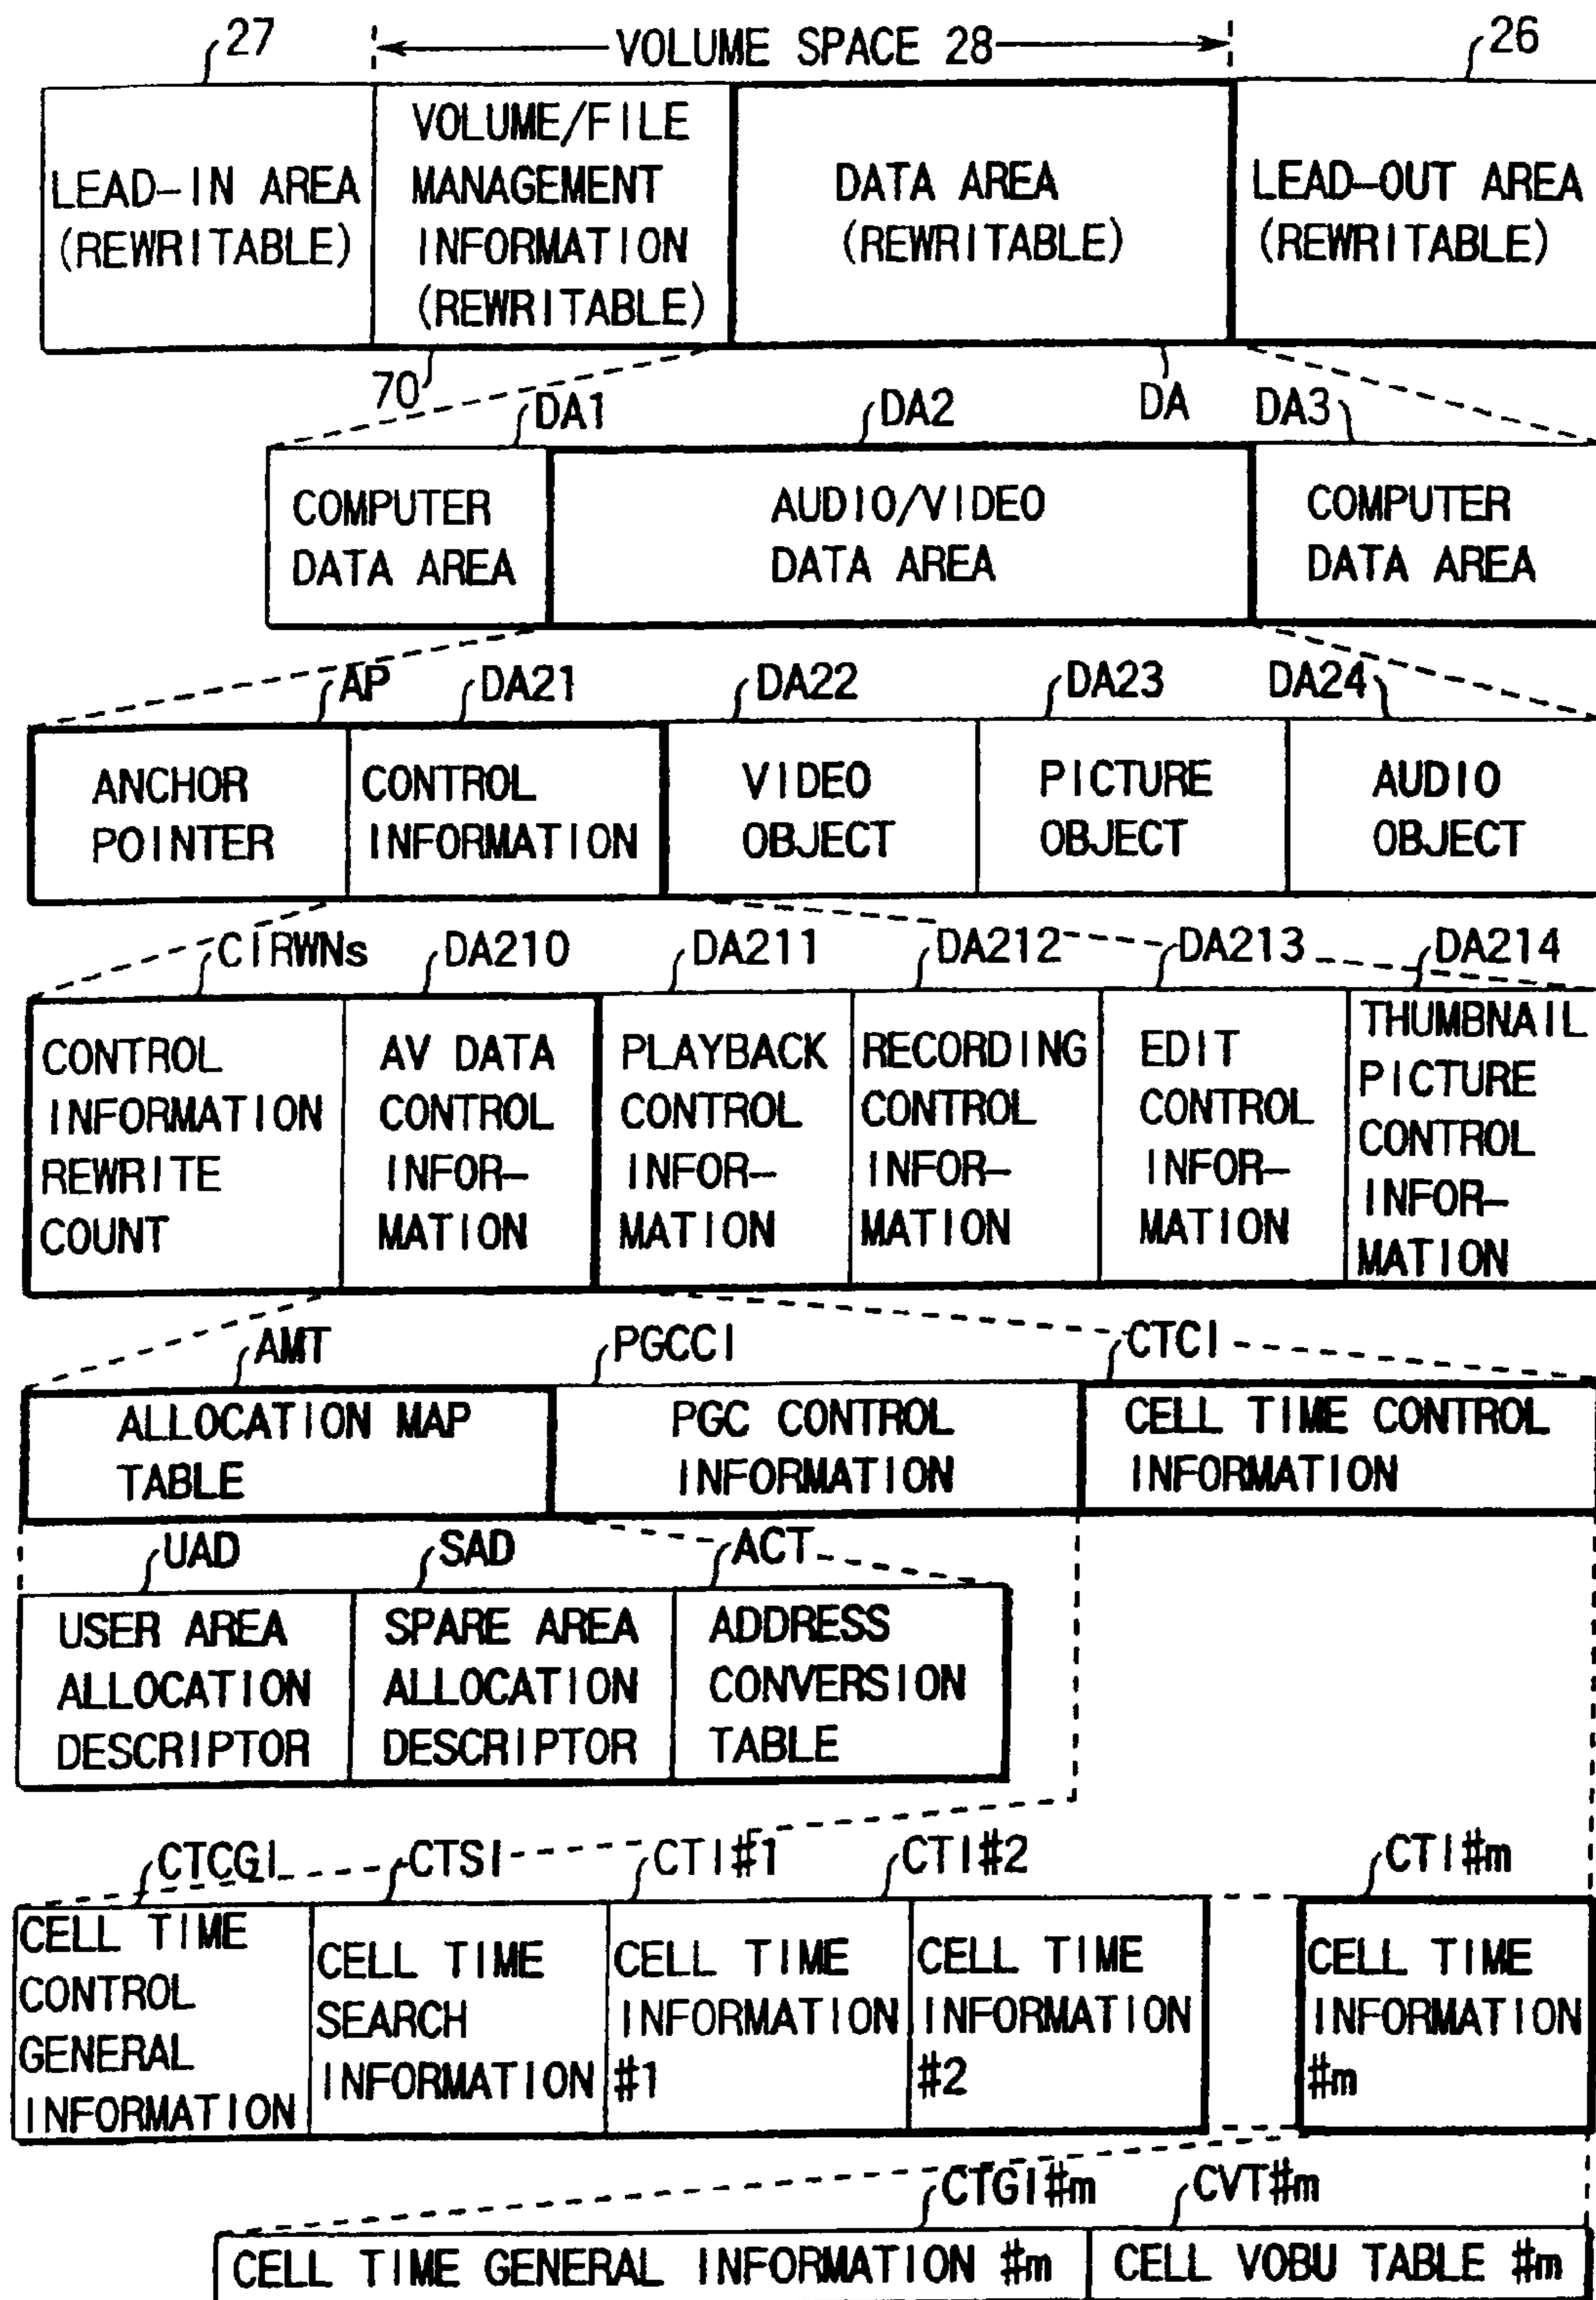 27
VOLUME SPACE 28
26
LEAD-IN AREA
(REWRITABLE)
VOLUME/FILE
MANAGEMENT
INFORMATION
(REWRITABLE)
DATA AREA
(REWRITABLE)
LEAD-OUT AREA
(REWRITABLE)
70
DA
DA1
DA2
DA3
COMPUTER
DATA AREA
AUDIO/VIDEO
DATA AREA
COMPUTER
DATA AREA
AP
DA21
DA22
DA23
DA24
ANCHOR
POINTER
CONTROL
INFORMATION
VIDEO
OBJECT
PICTURE
OBJECT
AUDIO
OBJECT
CIRWNs
DA210
DA211
DA212
DA213
DA214
CONTROL
INFORMATION
REWRITE
COUNT
AV DATA
CONTROL
INFOR-
MATION
PLAYBACK
CONTROL
INFOR-
MATION
RECORDING
CONTROL
INFOR-
MATION
EDIT
CONTROL
INFOR-
MATION
THUMBNAIL
PICTURE
CONTROL
INFOR-
MATION
AMT
PGCCI
CTCI
ALLOCATION MAP
TABLE
PGC CONTROL
INFORMATION
CELL TIME CONTROL
INFORMATION
UAD
SAD
ACT
USER AREA
ALLOCATION
DESCRIPTOR
SPARE AREA
ALLOCATION
DESCRIPTOR
ADDRESS
CONVERSION
TABLE
CTCGI
CTSI
CTI#1
CTI#2
CTI#m
CELL TIME
CONTROL
GENERAL
INFORMATION
CELL TIME
SEARCH
INFORMATION
CELL TIME
INFORMATION
#1
CELL TIME
INFORMATION
#2
CELL TIME
INFORMATION
#m
CTGI#m
CVT#m
CELL TIME GENERAL INFORMATION #m
CELL VOBU TABLE #m